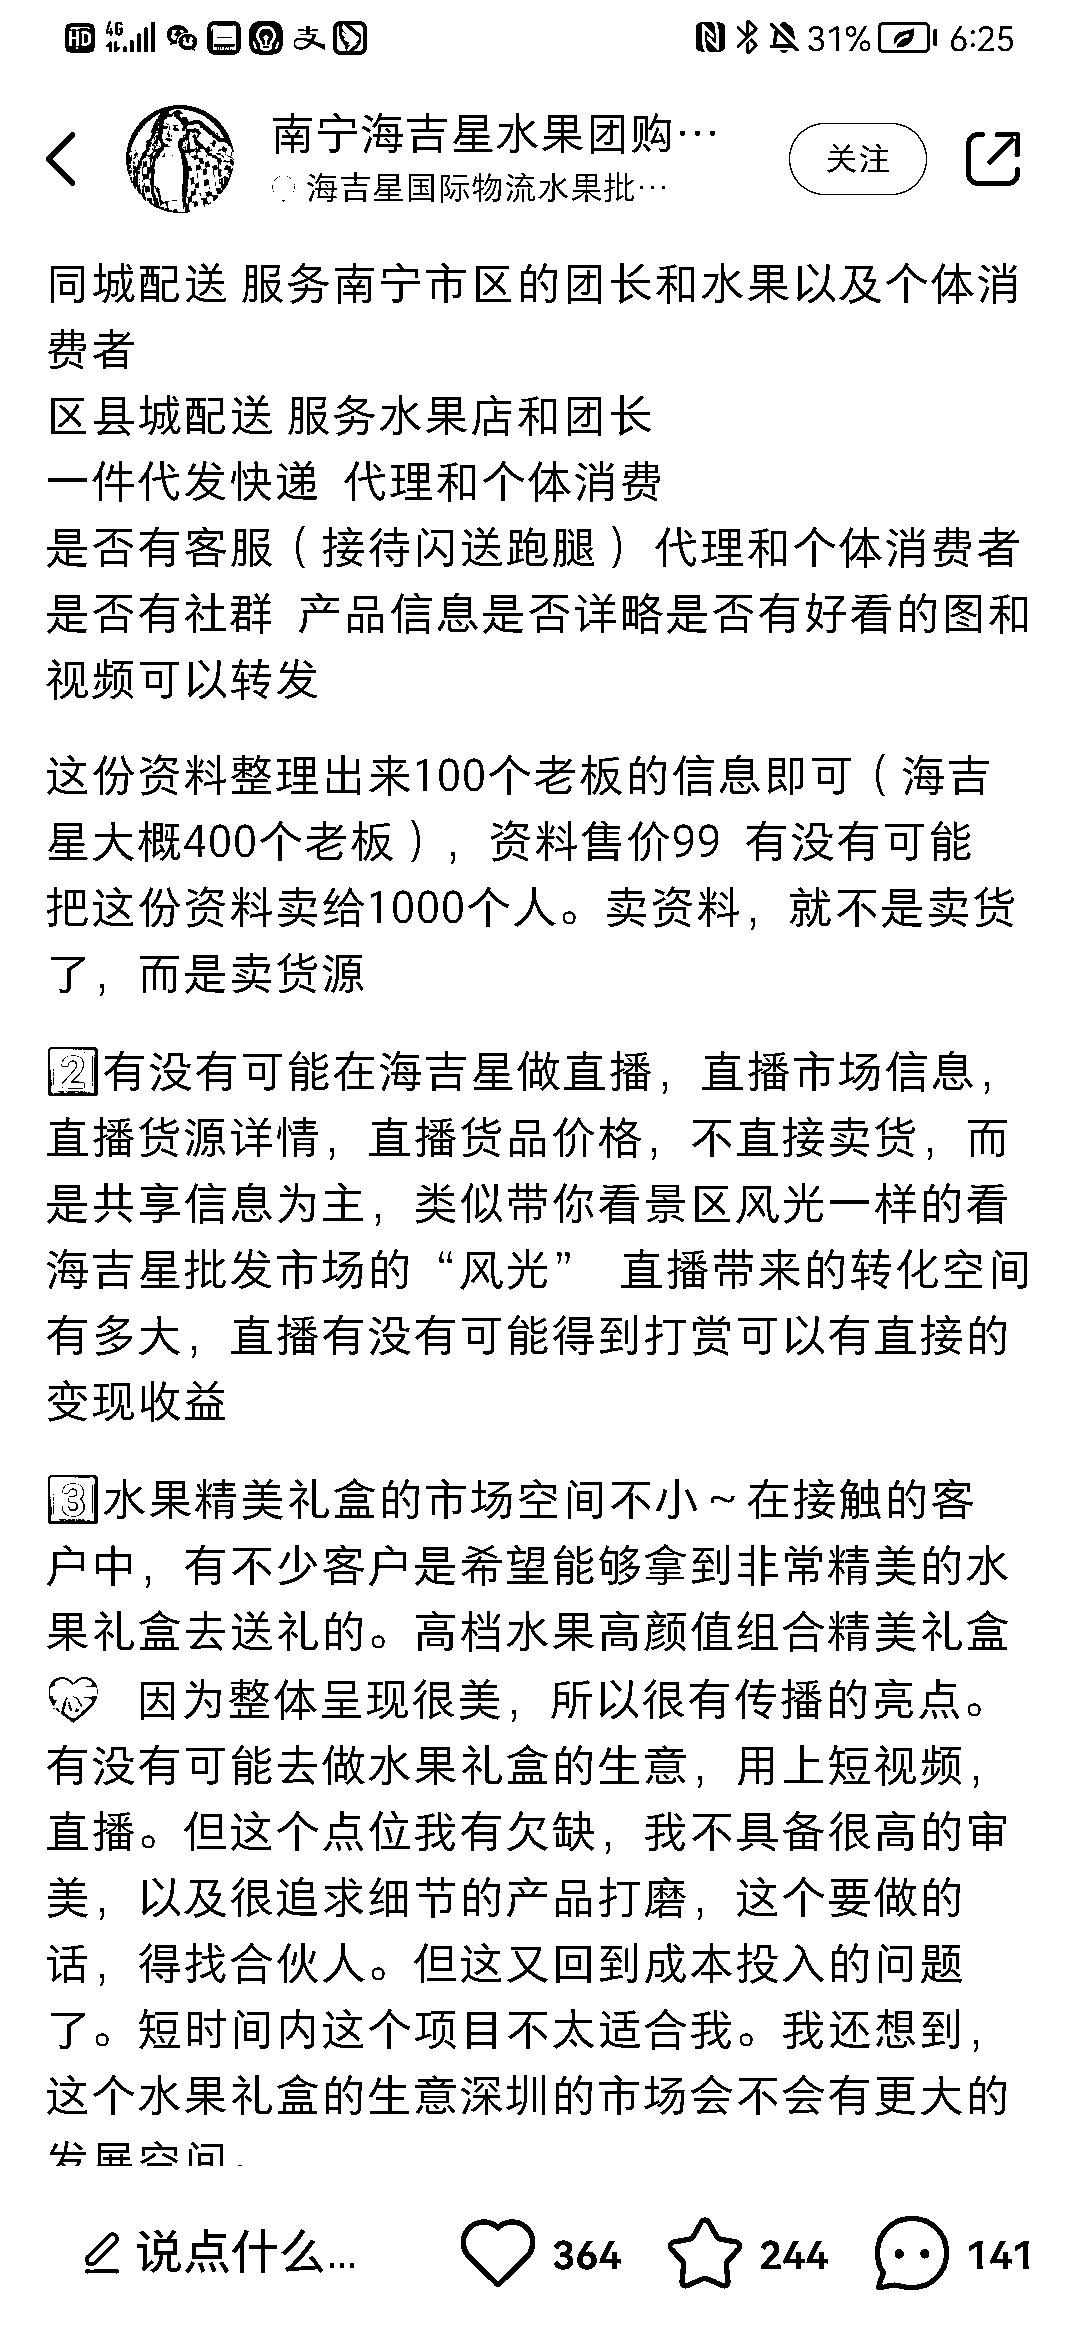 HD 4G 31% 6:25
南宁海吉星水果团购…
关注
海吉星国际物流水果批…
同城配送 服务南宁市区的团长和水果以及个体消
费者
区县城配送 服务水果店和团长
一件代发快递 代理和个体消费
是否有客服（接待闪送跑腿） 代理和个体消费者
是否有社群 产品信息是否详略是否有好看的图和
视频可以转发
这份资料整理出来100个老板的信息即可（海吉
星大概400个老板），资料售价99 有没有可能
把这份资料卖给1000个人。卖资料，就不是卖货
了，而是卖货源
2有没有可能在海吉星做直播，直播市场信息，
直播货源详情，直播货品价格，不直接卖货，而
是共享信息为主，类似带你看景区风光一样的看
海吉星批发市场的“风光” 直播带来的转化空间
有多大，直播有没有可能得到打赏可以有直接的
变现收益
3水果精美礼盒的市场空间不小～在接触的客
户中，有不少客户是希望能够拿到非常精美的水
果礼盒去送礼的。高档水果高颜值组合精美礼盒
因为整体呈现很美，所以很有传播的亮点。
有没有可能去做水果礼盒的生意，用上短视频，
直播。但这个点位我有欠缺，我不具备很高的审
美，以及很追求细节的产品打磨，这个要做的
话，得找合伙人。但这又回到成本投入的问题
了。短时间内这个项目不太适合我。我还想到，
这个水果礼盒的生意深圳的市场会不会有更大的
发展空间，
说点什么... 364 244 141